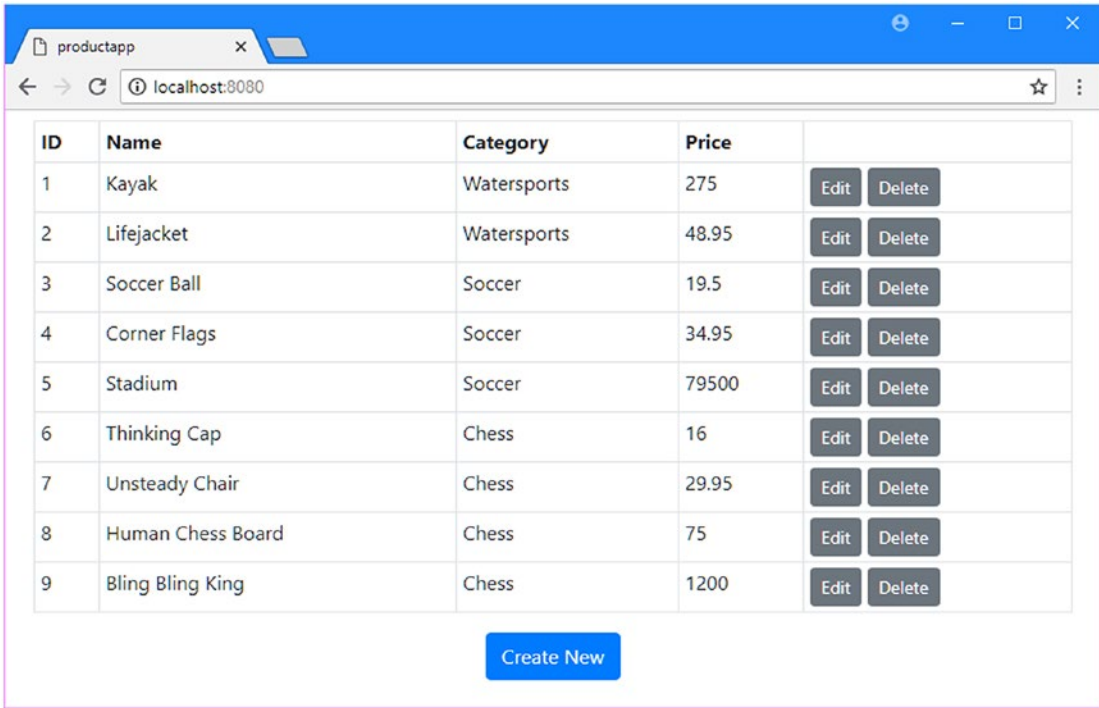 productapp
localhost:8080
ID Name Category Price
1 Kayak Watersports 275 Edit Delete
2 Lifejacket Watersports 48.95 Edit Delete
3 Soccer Ball Soccer 19.5 Edit Delete
4 Corner Flags Soccer 34.95 Edit Delete
5 Stadium Soccer 79500 Edit Delete
6 Thinking Cap Chess 16 Edit Delete
7 Unsteady Chair Chess 29.95 Edit Delete
8 Human Chess Board Chess 75 Edit Delete
9 Bling Bling King Chess 1200 Edit Delete
Create New